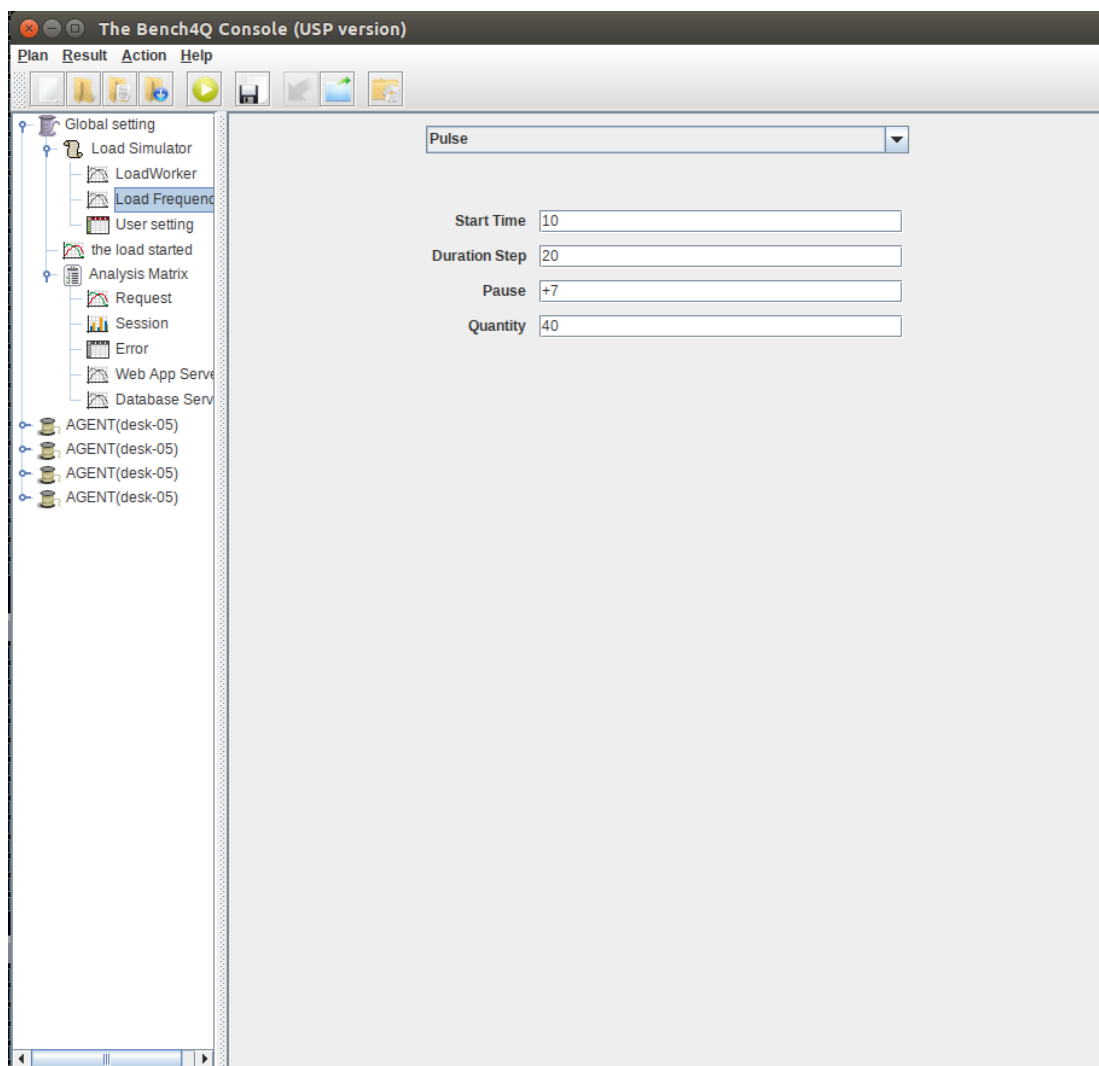 The Bench4Q Console (USP version)
Plan Result Action Help
Global setting
Load Simulator
LoadWorker
Load Frequenc
User setting
the load started
Analysis Matrix
Request
Session
Error
Web App Serve
Database Serv
AGENT(desk-05)
AGENT(desk-05)
AGENT(desk-05)
AGENT(desk-05)
Pulse
Start Time 10
Duration Step 20
Pause +7
Quantity 40